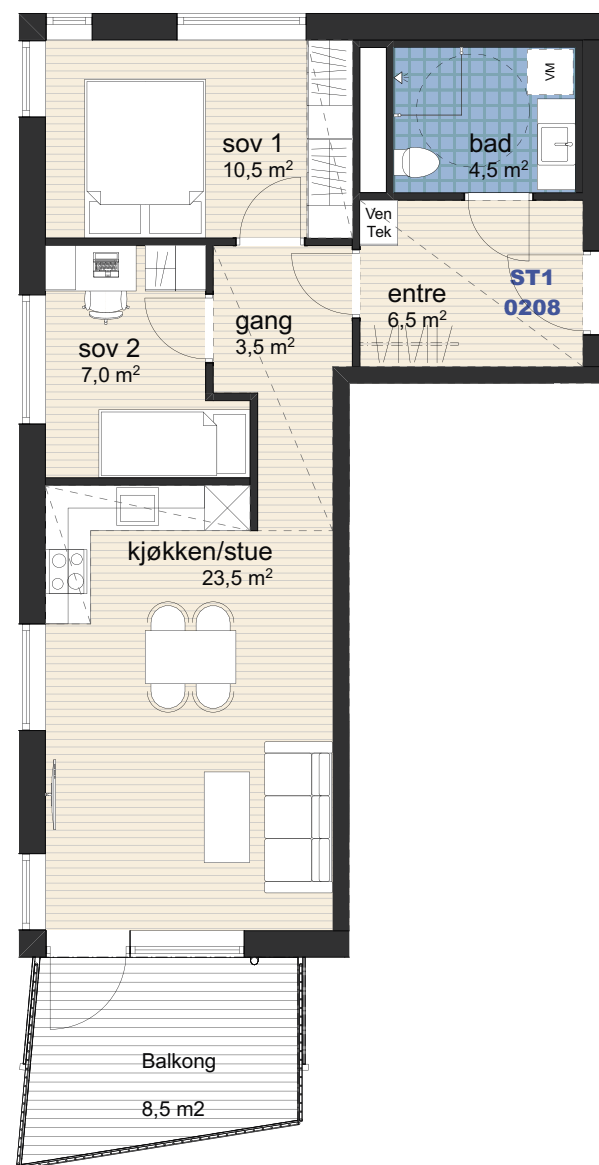 VM
sov 1
10,5 m²
bad
4,5 m²
Ven
Tek
ST1
0208
entre
6,5 m²
gang
3,5 m²
sov 2
7,0 m²
kjøkken/stue
23,5 m²
Balkong
8,5 m2